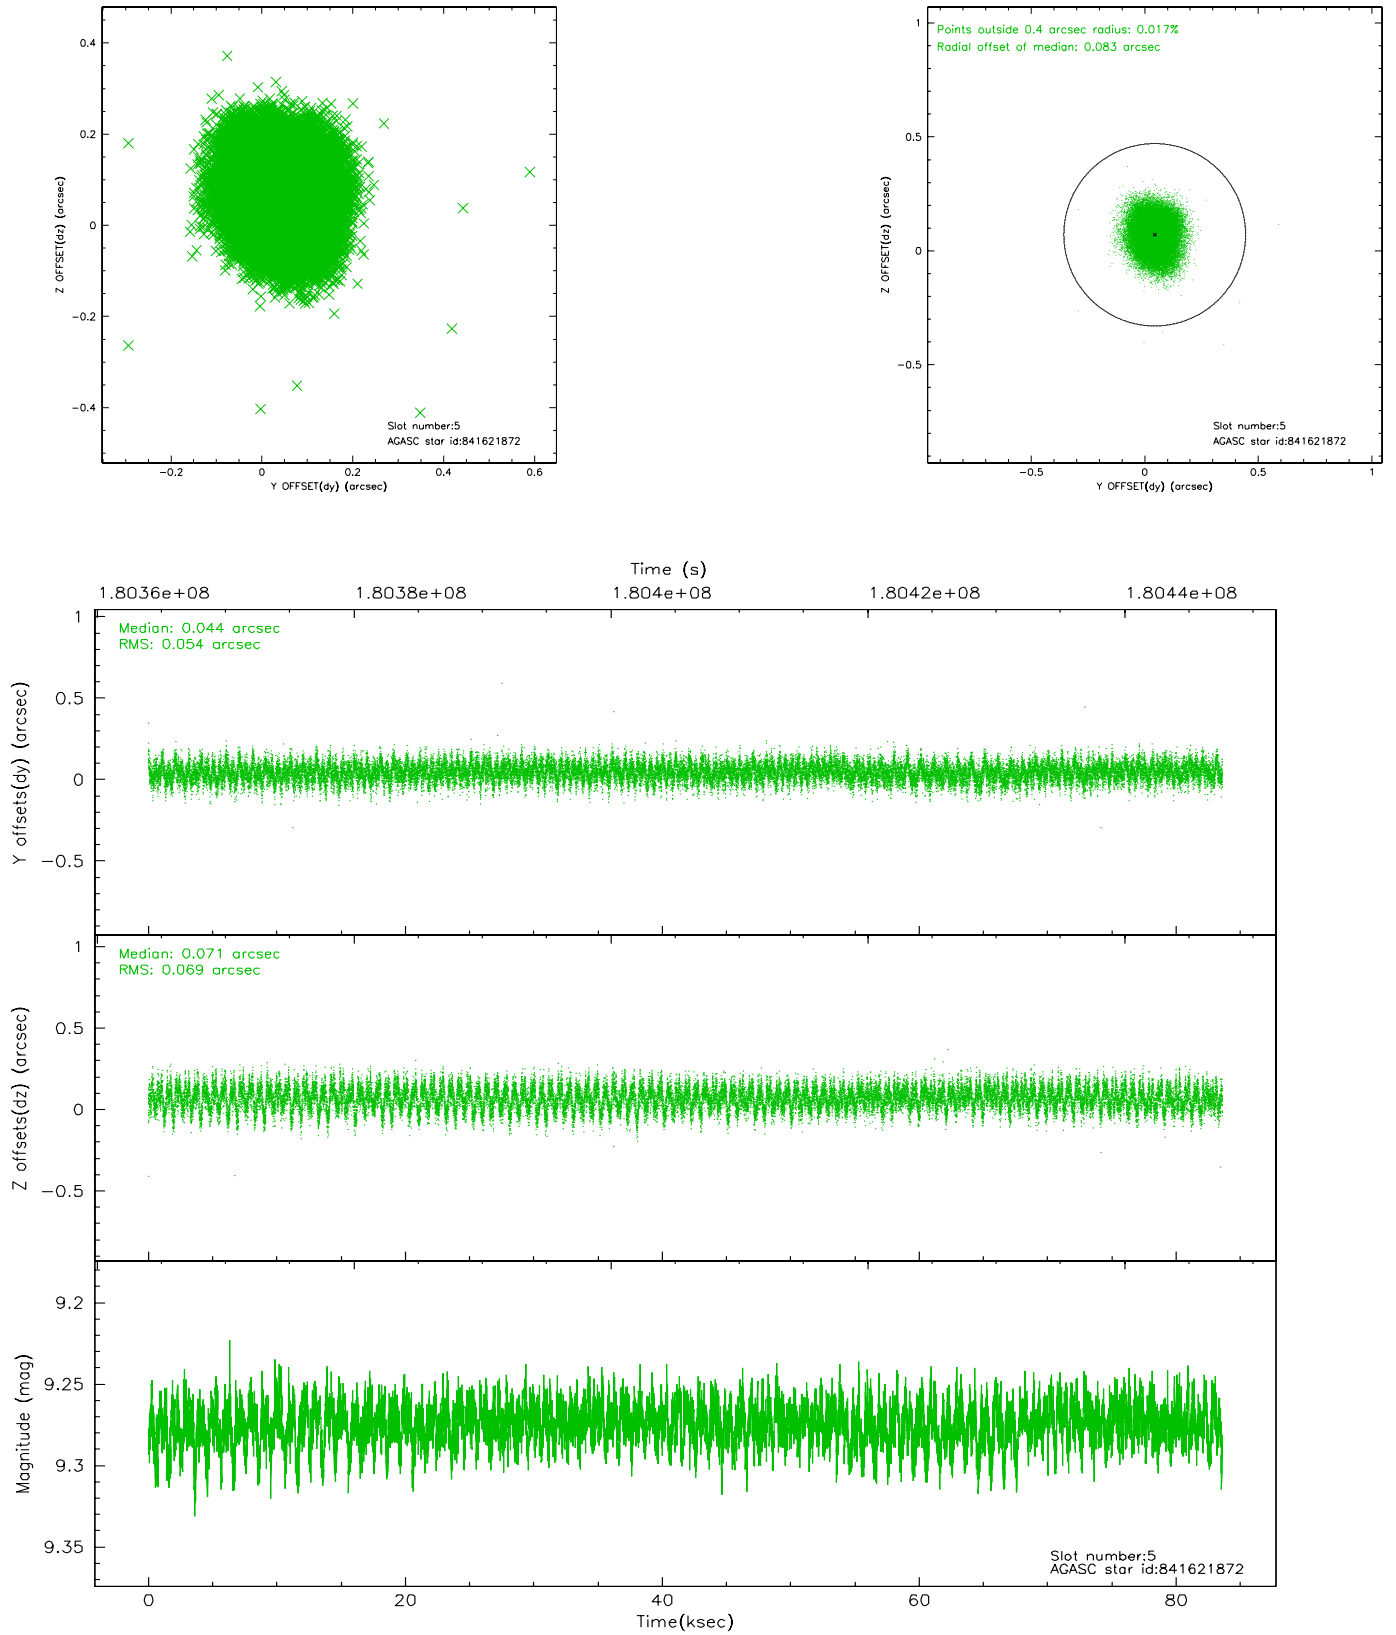 0.4
0.2
0
−0.2
−0.4
Z OFFSET(dz) (arcsec)
Slot number:5
AGASC star id:841621872
−0.2
0
0.2
0.4
0.6
Y OFFSET(dy) (arcsec)
Points outside 0.4 arcsec radius: 0.017%
Radial offset of median: 0.083 arcsec
1
0.5
0
−0.5
Z OFFSET(dz) (arcsec)
Slot number:5
AGASC star id:841621872
−0.5
0
0.5
1
Y OFFSET(dy) (arcsec)
Time (s)
1.8036e+08
1.8038e+08
1.804e+08
1.8042e+08
1.8044e+08
Median: 0.044 arcsec
RMS: 0.054 arcsec
1
0.5
0
−0.5
Y offsets(dy) (arcsec)
Median: 0.071 arcsec
RMS: 0.069 arcsec
1
0.5
0
−0.5
Z offsets(dz) (arcsec)
9.2
9.25
9.3
9.35
Magnitude (mag)
Slot number:5
AGASC star id:841621872
0
20
40
60
80
Time(ksec)